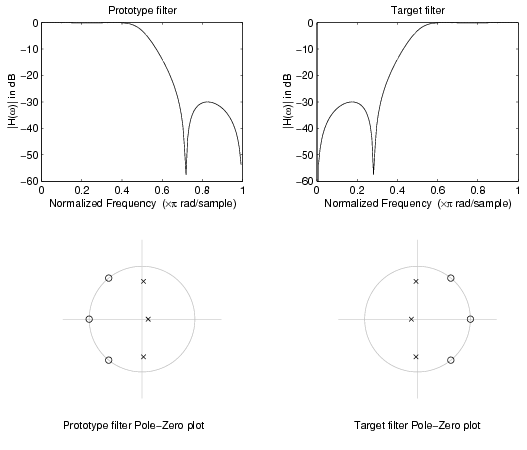 Prototype filter
Target filter
0
−10
−20
−30
−40
−50
−60
|H(ω)| in dB
0 0.2 0.4 0.6 0.8 1
Normalized Frequency (×π rad/sample)
0
−10
−20
−30
−40
−50
−60
|H(ω)| in dB
0 0.2 0.4 0.6 0.8 1
Normalized Frequency (×π rad/sample)
Prototype filter Pole−Zero plot
Target filter Pole−Zero plot